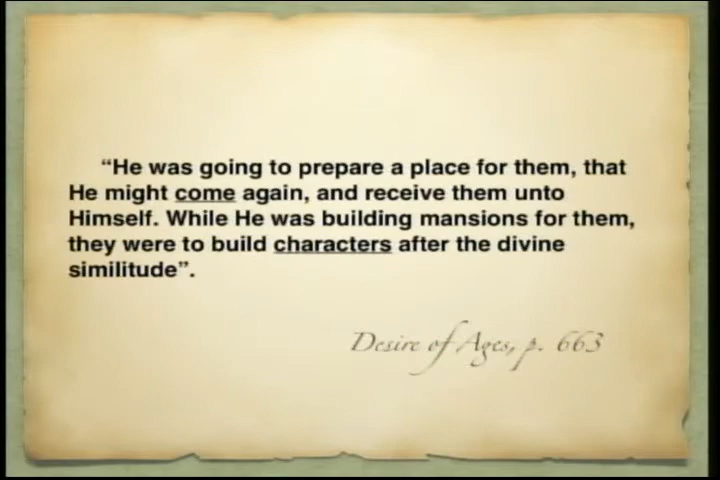 “He was going to prepare a place for them, that
He might come again, and receive them unto
Himself. While He was building mansions for them,
they were to build characters after the divine
similitude”.
Desire of Ages, p. 663